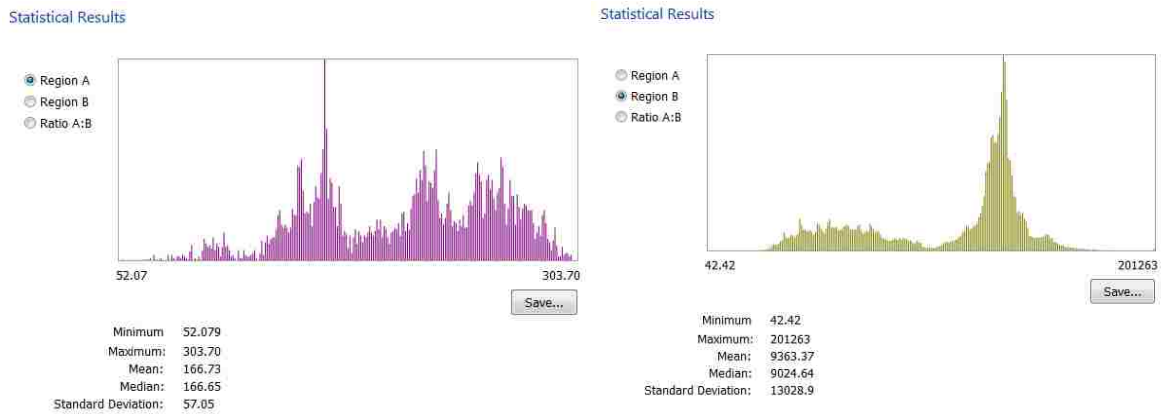 Statistical Results
Region A
Region B
Ratio A:B
52.07 303.70
Save...
Minimum 52.079
Maximum: 303.70
Mean: 166.73
Median: 166.65
Standard Deviation: 57.05
Statistical Results
Region A
Region B
Ratio A:B
42.42 201263
Save...
Minimum 42.42
Maximum: 201263
Mean: 9363.37
Median: 9024.64
Standard Deviation: 13028.9